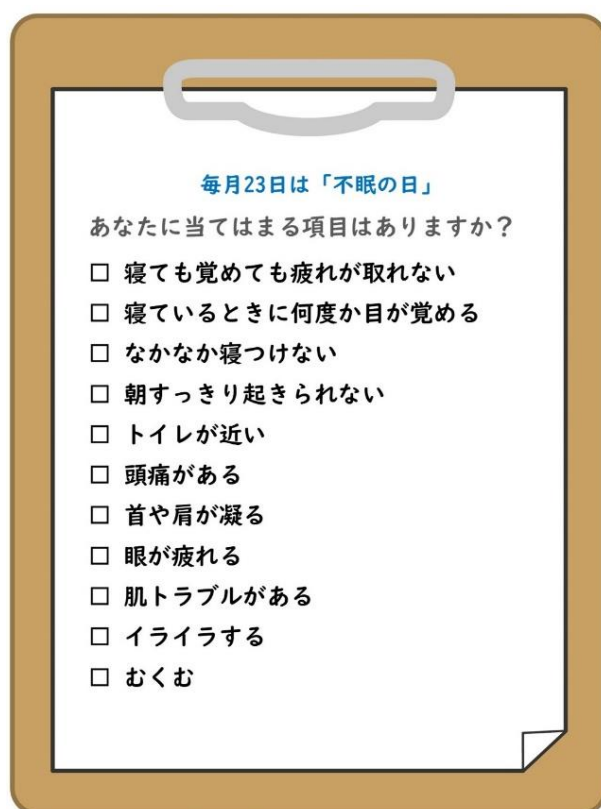 毎月23日は「不眠の日」
あなたに当てはまる項目はありますか？
□ 寝ても覚めても疲れが取れない
□ 寝ているときに何度か目が覚める
□ なかなか寝つけない
□ 朝すっきり起きられない
□ トイレが近い
□ 頭痛がある
□ 首や肩が凝る
□ 眼が疲れる
□ 肌トラブルがある
□ イライラする
□ むくむ